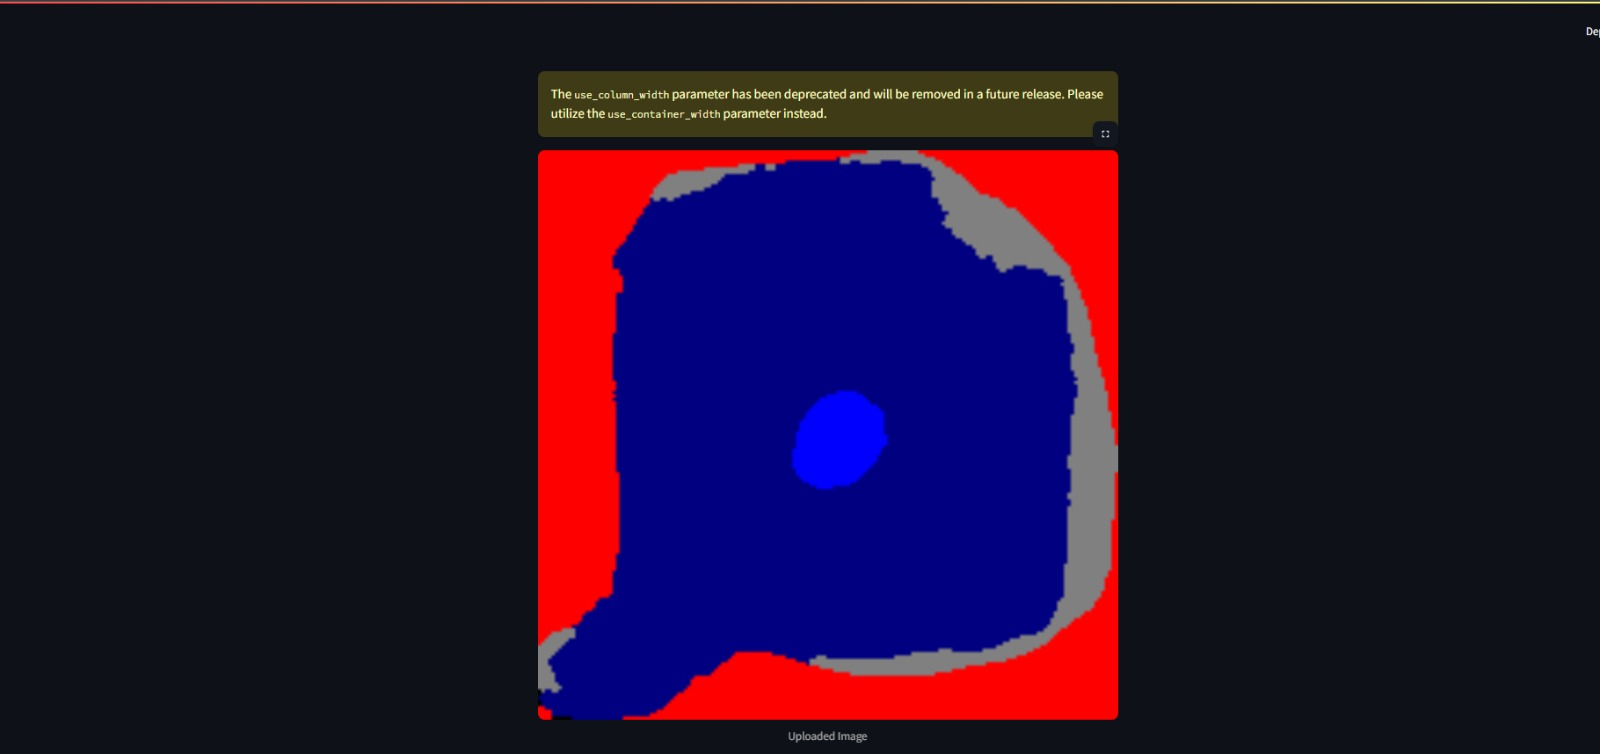 The use_column_width parameter has been deprecated and will be removed in a future release. Please
utilize the use_container_width parameter instead.
Uploaded Image